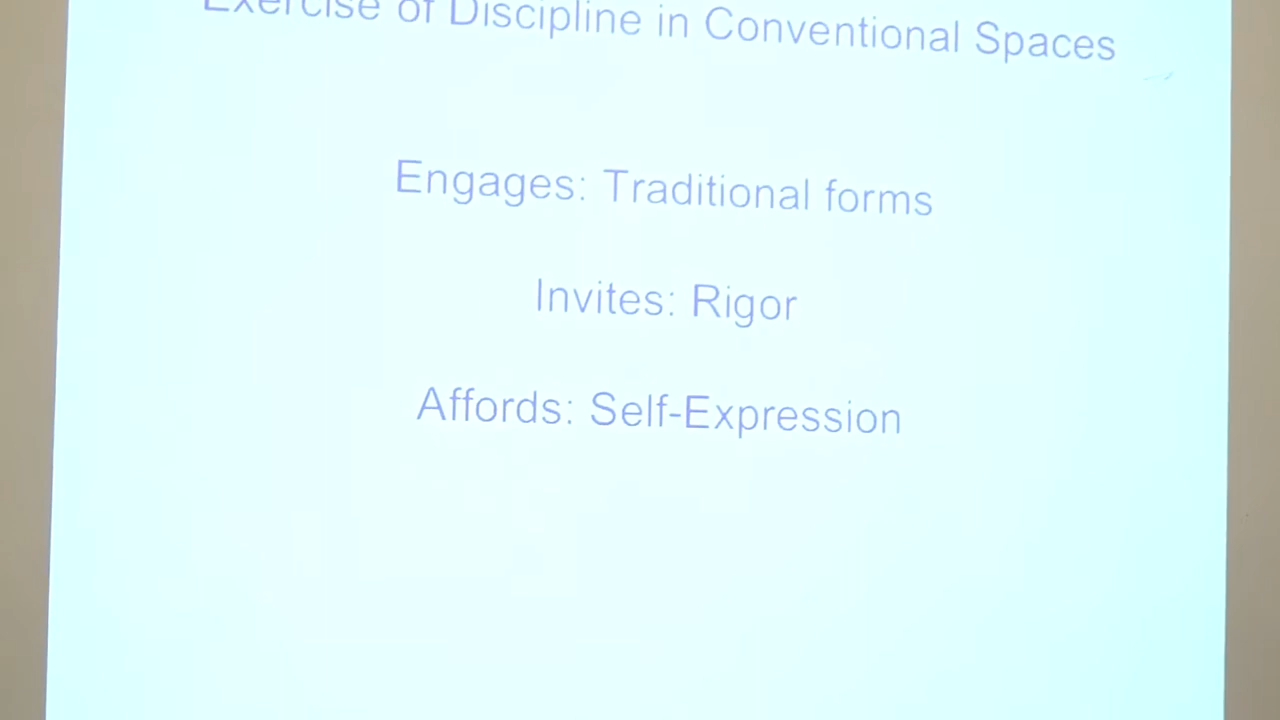 Exercise of Discipline in Conventional Spaces
Engages: Traditional forms
Invites: Rigor
Affords: Self-Expression